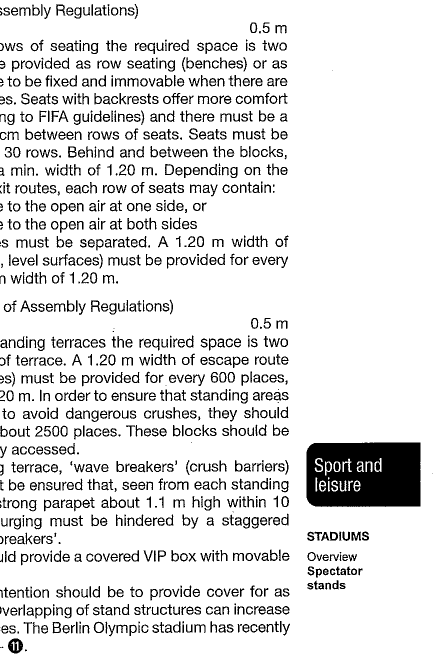 ssembly Regulations)
0.5 m
ows of seating the required space is two
e provided as row seating (benches) or as
e to be fixed and immovable when there are
es. Seats with backrests offer more comfort
ng to FIFA guidelines) and there must be a
cm between rows of seats. Seats must be
30 rows. Behind and between the blocks,
a min. width of 1.20 m. Depending on the
xit routes, each row of seats may contain:
e to the open air at one side, or
e to the open air at both sides
es must be separated. A 1.20 m width of
, level surfaces) must be provided for every
m width of 1.20 m.
of Assembly Regulations)
0.5 m
anding terraces the required space is two
of terrace. A 1.20 m width of escape route
es) must be provided for every 600 places,
20 m. In order to ensure that standing areas
to avoid dangerous crushes, they should
bout 2500 places. These blocks should be
y accessed.
g terrace, ‘wave breakers’ (crush barriers)
t be ensured that, seen from each standing
strong parapet about 1.1 m high within 10
urging must be hindered by a staggered
breakers’.
uld provide a covered VIP box with movable
ntention should be to provide cover for as
Overlapping of stand structures can increase
es. The Berlin Olympic stadium has recently
- ⓫.
Sport and
leisure
STADIUMS
Overview
Spectator
stands